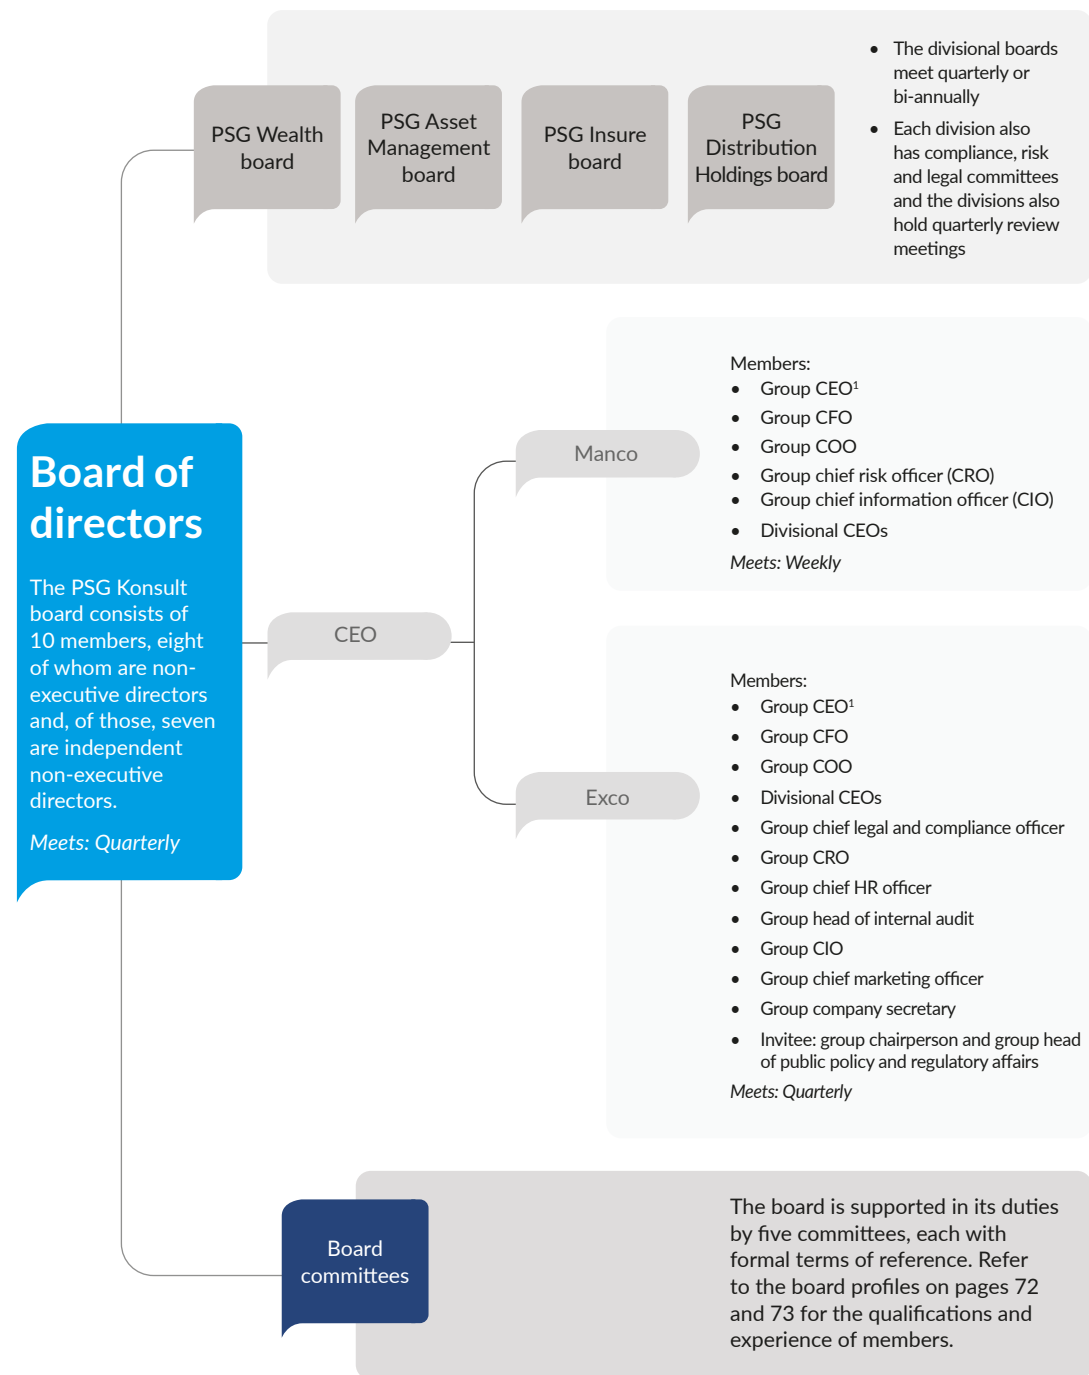 PSG Wealth
board
PSG Asset
Management
board
PSG Insure
board
PSG
Distribution
Holdings board
• The divisional boards
meet quarterly or
bi-annually
• Each division also
has compliance, risk
and legal committees
and the divisions also
hold quarterly review
meetings
Board of
directors
The PSG Konsult
board consists of
10 members, eight
of whom are non-
executive directors
and, of those, seven
are independent
non-executive
directors.
Meets: Quarterly
CEO
Manco
Members:
• Group CEO¹
• Group CFO
• Group COO
• Group chief risk officer (CRO)
• Group chief information officer (CIO)
• Divisional CEOs
Meets: Weekly
Exco
Members:
• Group CEO¹
• Group CFO
• Group COO
• Divisional CEOs
• Group chief legal and compliance officer
• Group CRO
• Group chief HR officer
• Group head of internal audit
• Group CIO
• Group chief marketing officer
• Group company secretary
• Invitee: group chairperson and group head
of public policy and regulatory affairs
Meets: Quarterly
Board
committees
The board is supported in its duties
by five committees, each with
formal terms of reference. Refer
to the board profiles on pages 72
and 73 for the qualifications and
experience of members.